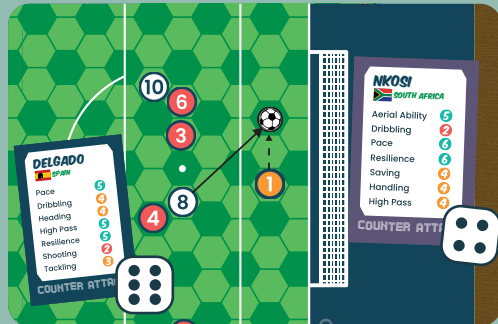 10
6
3
8
4
1
DELGADO
SPAIN
Pace 5
Dribbling 4
Heading 4
High Pass 5
Resilience 5
Shooting 2
Tackling 3
COUNTER ATTA
NKOSI
SOUTH AFRICA
Aerial Ability 5
Dribbling 2
Pace 6
Resilience 6
Saving 4
Handling 4
High Pass 4
COUNTER ATTA